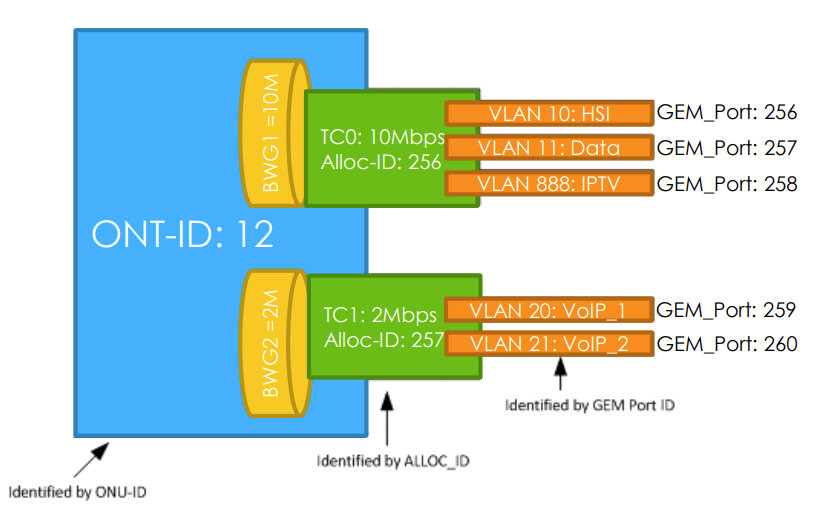 BWG1 =10M
TC0: 10Mbps
Alloc-ID: 256
VLAN 10: HSI
GEM_Port: 256
VLAN 11: Data
GEM_Port: 257
VLAN 888: IPTV
GEM_Port: 258
ONT-ID: 12
BWG2 =2M
TC1: 2Mbps
Alloc-ID: 257
VLAN 20: VoIP_1
GEM_Port: 259
VLAN 21: VoIP_2
GEM_Port: 260
Identified by GEM Port ID
Identified by ALLOC_ID
Identified by ONU-ID